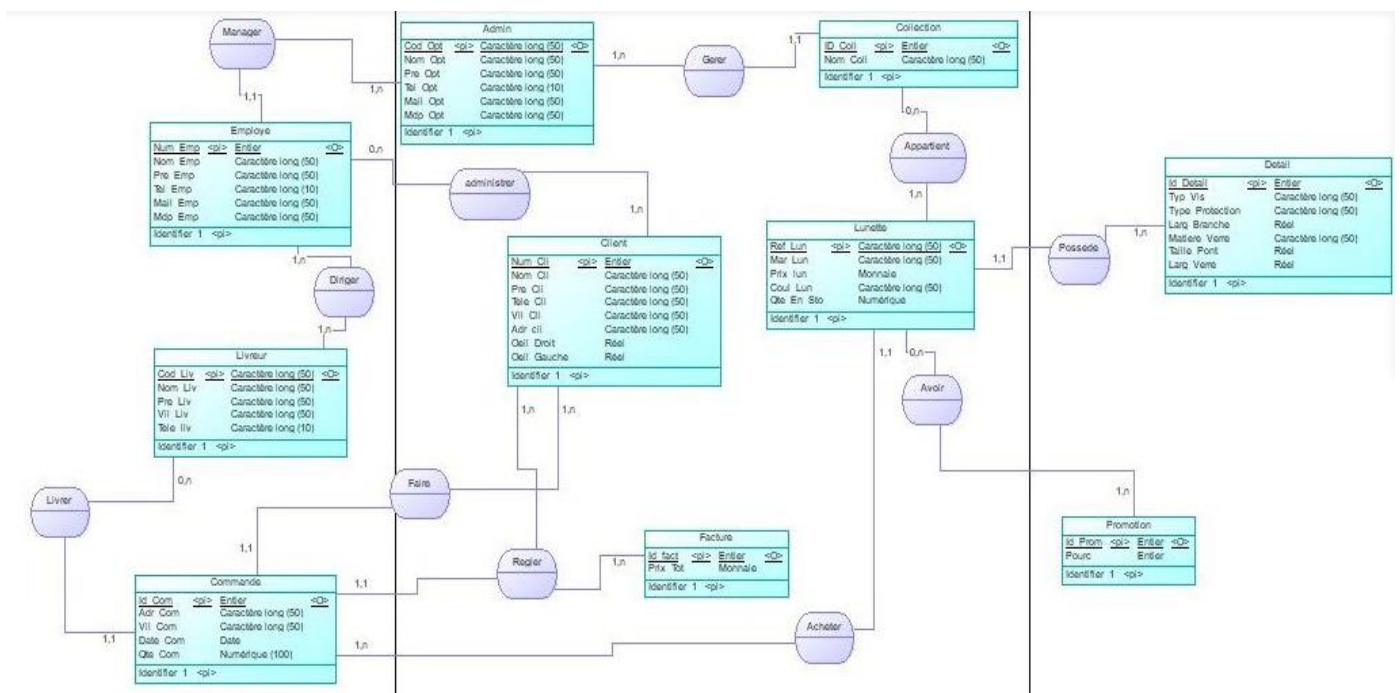 Manager
1,1
1,n
Admin
Cod Opt <pi> Caractère long (50) <O>
Nom Opt Caractère long (50)
Pre Opt Caractère long (50)
Tel Opt Caractère long (10)
Mail Opt Caractère long (50)
Mdp Opt Caractère long (50)
Identifier 1 <pi>
1,n
Gerer
1,1
Collection
ID Coll <pi> Entier <O>
Nom Coll Caractère long (50)
Identifier 1 <pi>
0,n
Appartient
1,n
Employe
Num Emp <pi> Entier <O>
Nom Emp Caractère long (50)
Pre Emp Caractère long (50)
Tel Emp Caractère long (10)
Mail Emp Caractère long (50)
Mdp Emp Caractère long (50)
Identifier 1 <pi>
0,n
administrer
1,n
1,n
Diriger
1,n
Client
Num Cli <pi> Entier <O>
Nom Cli Caractère long (50)
Pre Cli Caractère long (50)
Tele Cli Caractère long (50)
Vil Cli Caractère long (50)
Adr cli Caractère long (50)
Oeil Droit Réel
Oeil Gauche Réel
Identifier 1 <pi>
1,n
1,n
Lunette
Ref Lun <pi> Caractère long (50) <O>
Mar Lun Caractère long (50)
Prix lun Monnaie
Coul Lun Caractère long (50)
Qte En Sto Numérique
Identifier 1 <pi>
1,1
Possede
1,n
Detail
Id Detail <pi> Entier <O>
Typ Vis Caractère long (50)
Type Protection Caractère long (50)
Larg Branche Réel
Matiere Verre Caractère long (50)
Taille Pont Réel
Larg Verre Réel
Identifier 1 <pi>
1,1
0,n
Avoir
1,n
Livreur
Cod Liv <pi> Caractère long (50) <O>
Nom Liv Caractère long (50)
Pre Liv Caractère long (50)
Vil Liv Caractère long (50)
Tele liv Caractère long (10)
Identifier 1 <pi>
0,n
Livrer
1,1
Faire
1,1
Commande
Id Com <pi> Entier <O>
Adr Com Caractère long (50)
Vil Com Caractère long (50)
Date Com Date
Qte Com Numérique (100)
Identifier 1 <pi>
1,1
Regler
1,n
Facture
Id fact <pi> Entier <O>
Prix Tot Monnaie
Identifier 1 <pi>
1,n
Acheter
Promotion
Id Prom <pi> Entier <O>
Pourc Entier
Identifier 1 <pi>